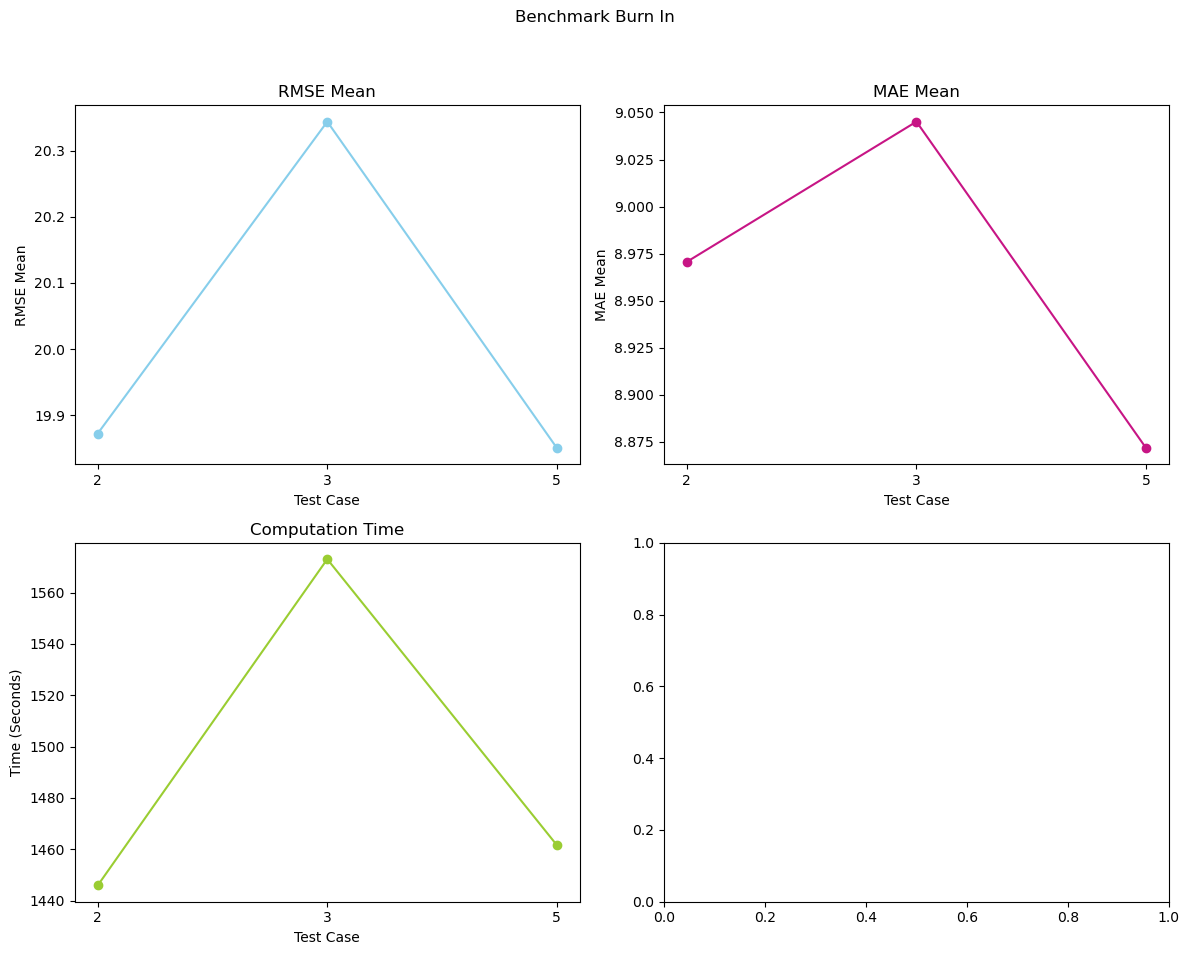 Benchmark Burn In
RMSE Mean
RMSE Mean
20.3
20.2
20.1
20.0
19.9
2 3 5
Test Case
MAE Mean
MAE Mean
9.050
9.025
9.000
8.975
8.950
8.925
8.900
8.875
2 3 5
Test Case
Computation Time
Time (Seconds)
1560
1540
1520
1500
1480
1460
1440
2 3 5
Test Case
1.0
0.8
0.6
0.4
0.2
0.0
0.0 0.2 0.4 0.6 0.8 1.0